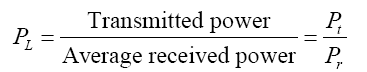 P_L = Transmitted power / Average received power = P_t / P_r